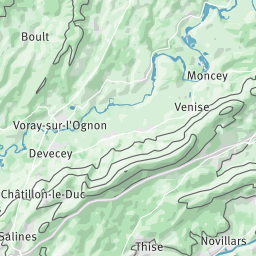 Boult
Moncey
Venise
Voray-sur-l'Ognon
Devecey
Châtillon-le-Duc
Salines
Novillars
Thise